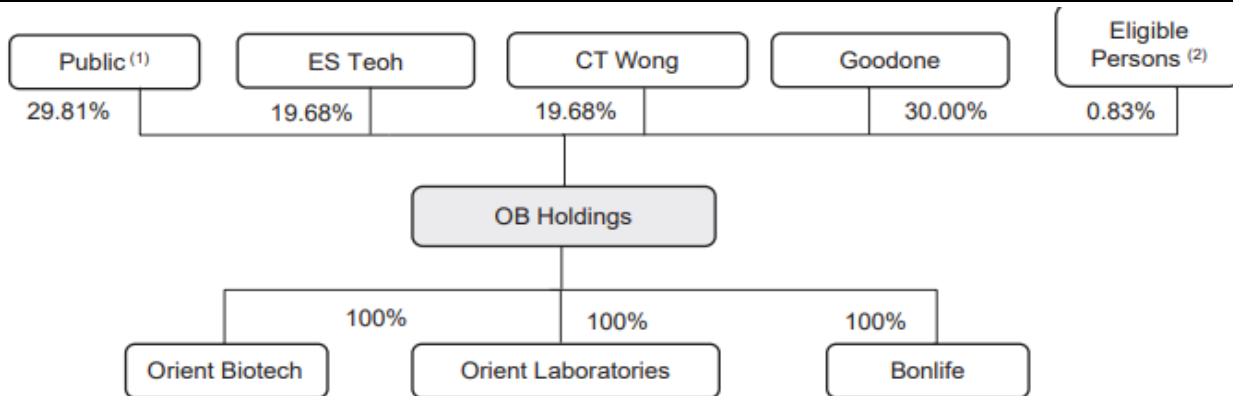 Public (1)
ES Teoh
CT Wong
Goodone
Eligible
Persons (2)
29.81%
19.68%
19.68%
30.00%
0.83%
OB Holdings
100%
100%
100%
Orient Biotech
Orient Laboratories
Bonlife